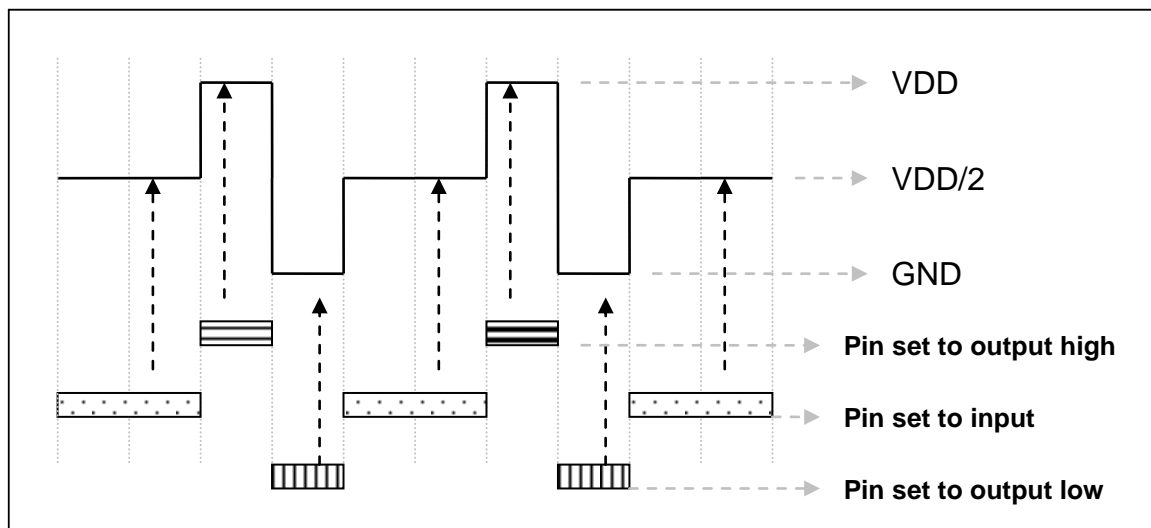 VDD
VDD/2
GND
Pin set to output high
Pin set to input
Pin set to output low